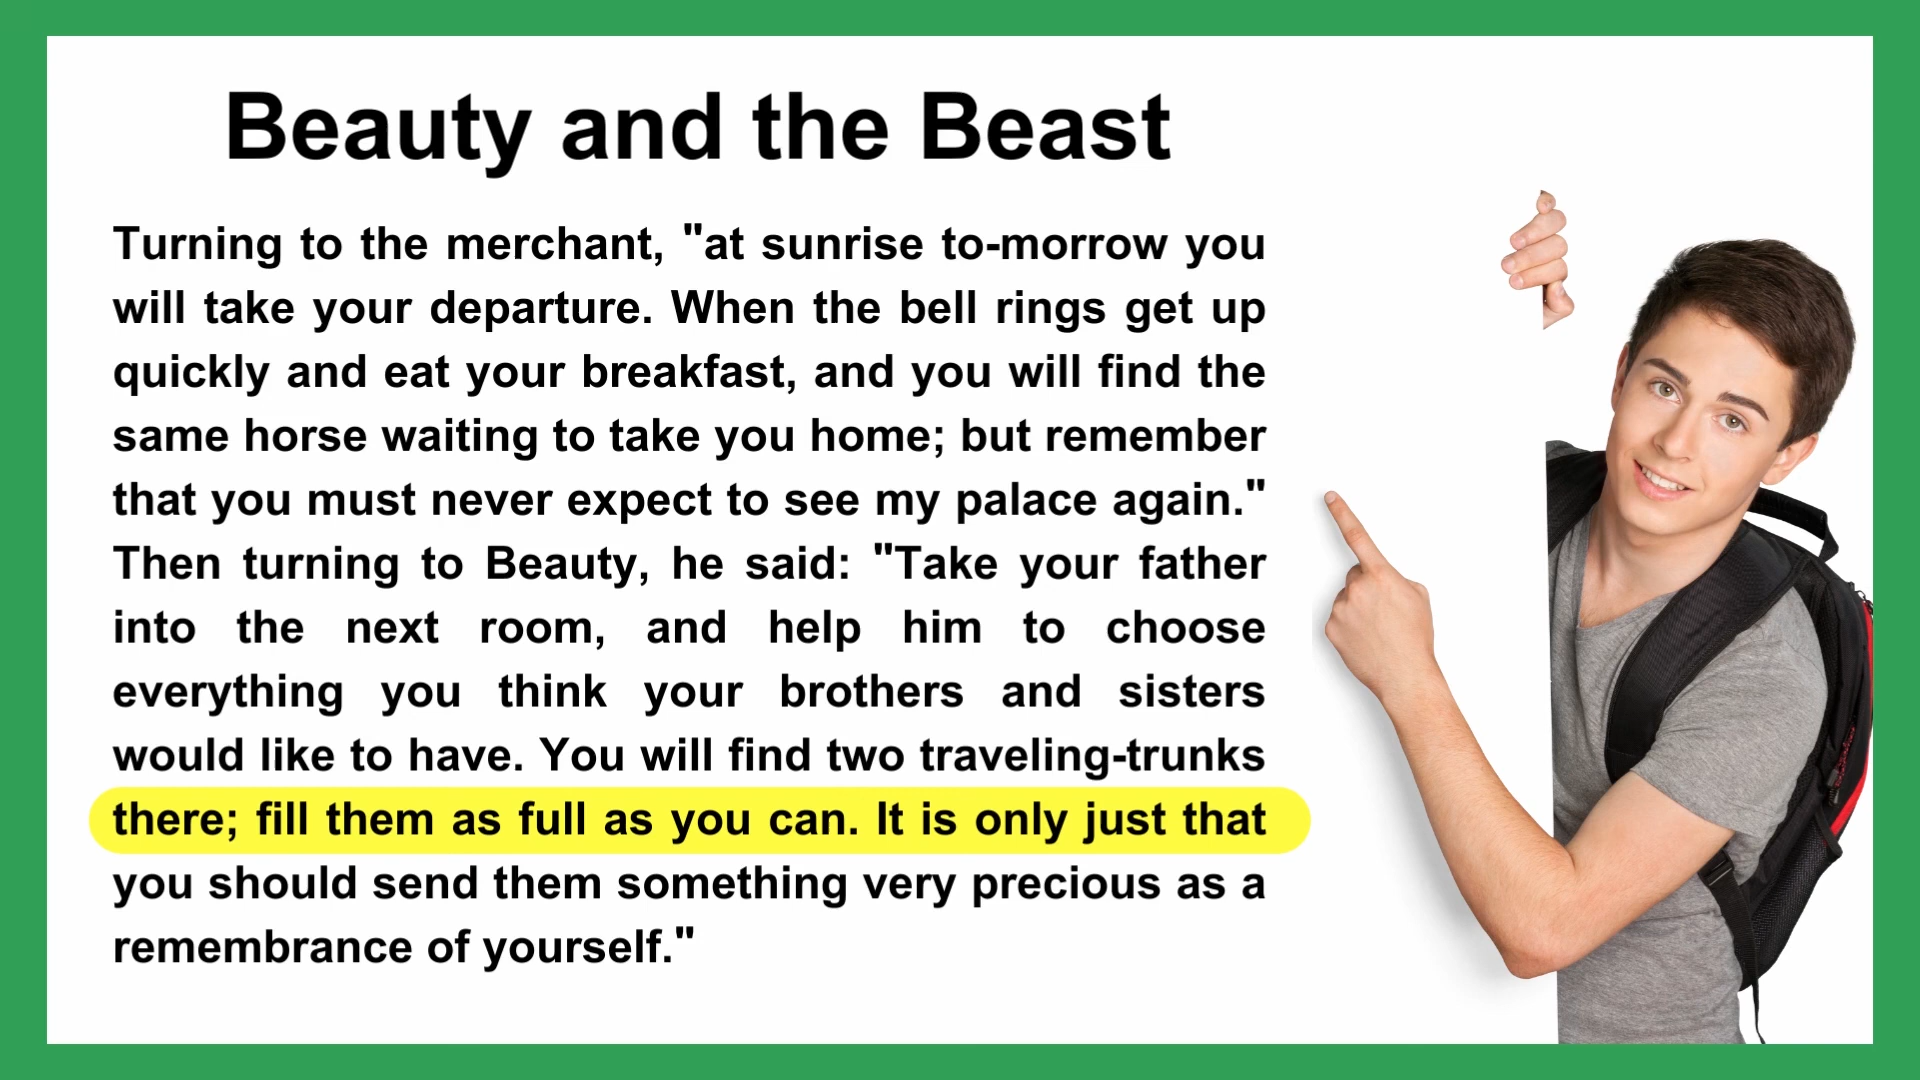 Beauty and the Beast
Turning to the merchant, "at sunrise to-morrow you
will take your departure. When the bell rings get up
quickly and eat your breakfast, and you will find the
same horse waiting to take you home; but remember
that you must never expect to see my palace again."
Then turning to Beauty, he said: "Take your father
into the next room, and help him to choose
everything you think your brothers and sisters
would like to have. You will find two traveling-trunks
there; fill them as full as you can. It is only just that
you should send them something very precious as a
remembrance of yourself."